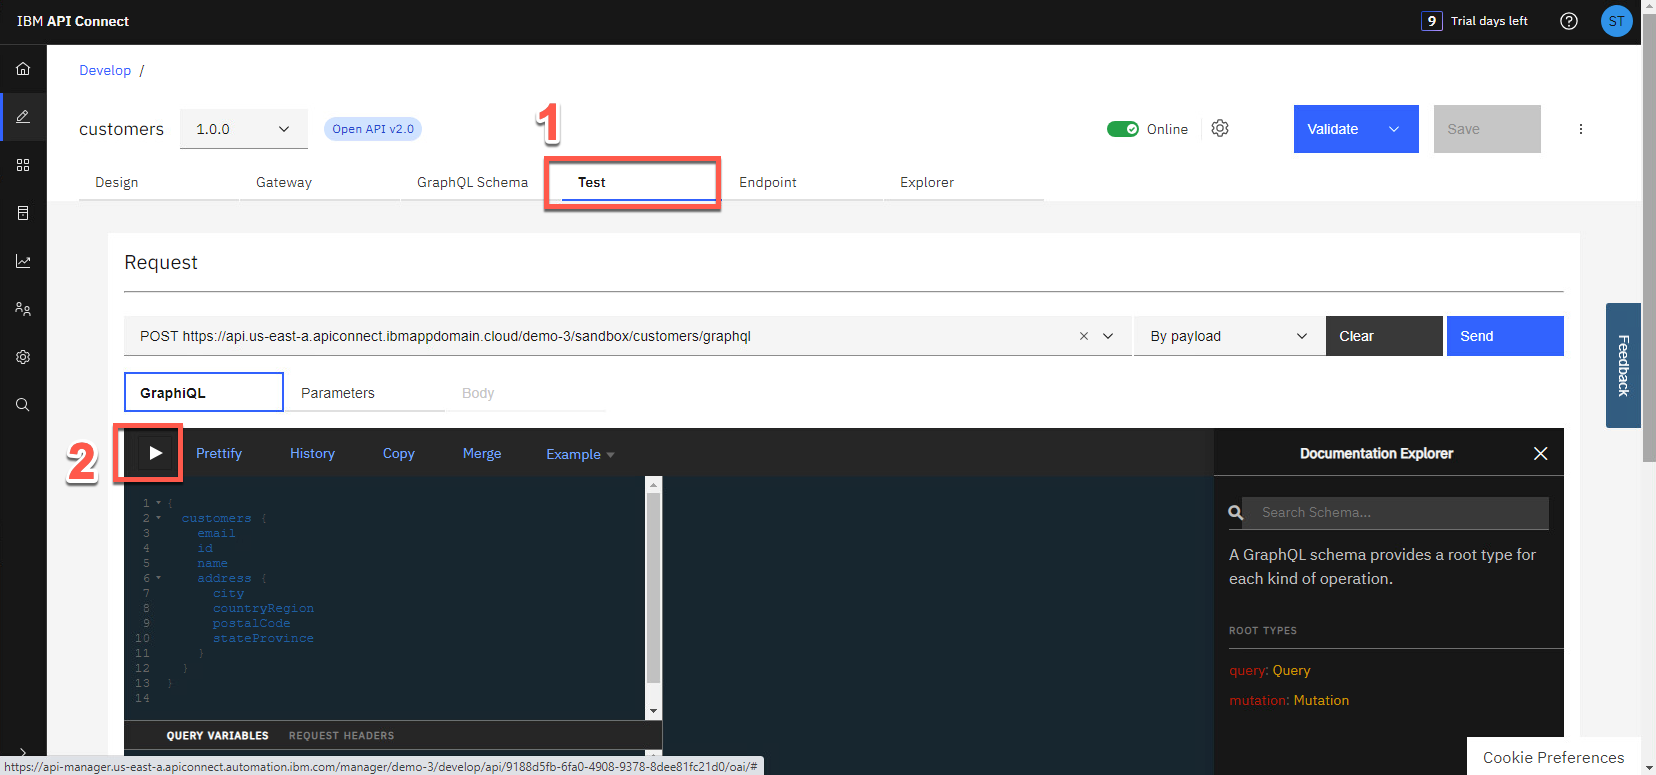 IBM API Connect
9 Trial days left
ST
Develop /
customers
1.0.0
Open API v2.0
1
Online
Validate
Save
Design
Gateway
GraphQL Schema
Test
Endpoint
Explorer
Request
POST https://api.us-east-a.apiconnect.ibmappdomain.cloud/demo-3/sandbox/customers/graphql
By payload
Clear
Send
Feedback
GraphiQL
Parameters
Body
2
Prettify
History
Copy
Merge
Example
Documentation Explorer
1 {
2 customers {
3 email
4 id
5 name
6 address {
7 city
8 countryRegion
9 postalCode
10 stateProvince
11 }
12 }
13 }
14
Search Schema...
A GraphQL schema provides a root type for
each kind of operation.
ROOT TYPES
query: Query
mutation: Mutation
QUERY VARIABLES
REQUEST HEADERS
https://api-manager.us-east-a.apiconnect.automation.ibm.com/manager/demo-3/develop/api/9188d5fb-6fa0-4908-9378-8dee81fc21d0/oai/#
Cookie Preferences